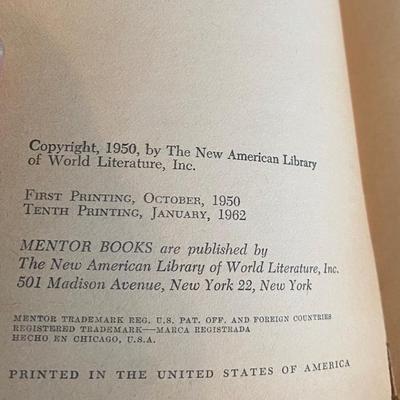 Copyright, 1950, by The New American Library
of World Literature, Inc.
First Printing, October, 1950
Tenth Printing, January, 1962
MENTOR BOOKS are published by
The New American Library of World Literature, Inc.
501 Madison Avenue, New York 22, New York
MENTOR TRADEMARK REG. U.S. PAT. OFF. AND FOREIGN COUNTRIES
REGISTERED TRADEMARK—MARCA REGISTRADA
HECHO EN CHICAGO, U.S.A.
PRINTED IN THE UNITED STATES OF AMERICA